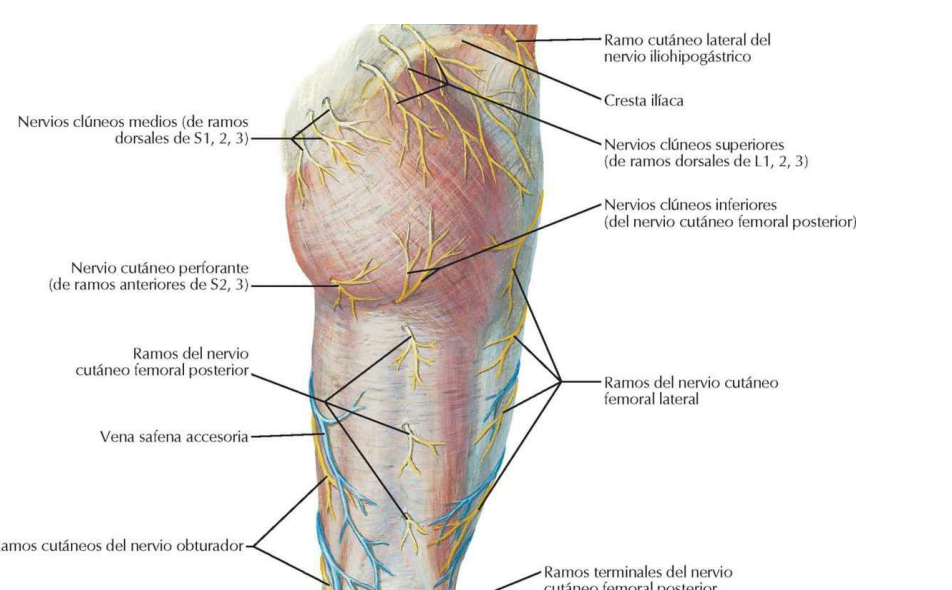 Ramo cutáneo lateral del
nervio iliohipogástrico
Cresta ilíaca
Nervios clúneos medios (de ramos
dorsales de S1, 2, 3)
Nervios clúneos superiores
(de ramos dorsales de L1, 2, 3)
Nervios clúneos inferiores
(del nervio cutáneo femoral posterior)
Nervio cutáneo perforante
(de ramos anteriores de S2, 3)
Ramos del nervio
cutáneo femoral posterior
Ramos del nervio cutáneo
femoral lateral
Vena safena accesoria
amos cutáneos del nervio obturador
Ramos terminales del nervio
cutáneo femoral posterior